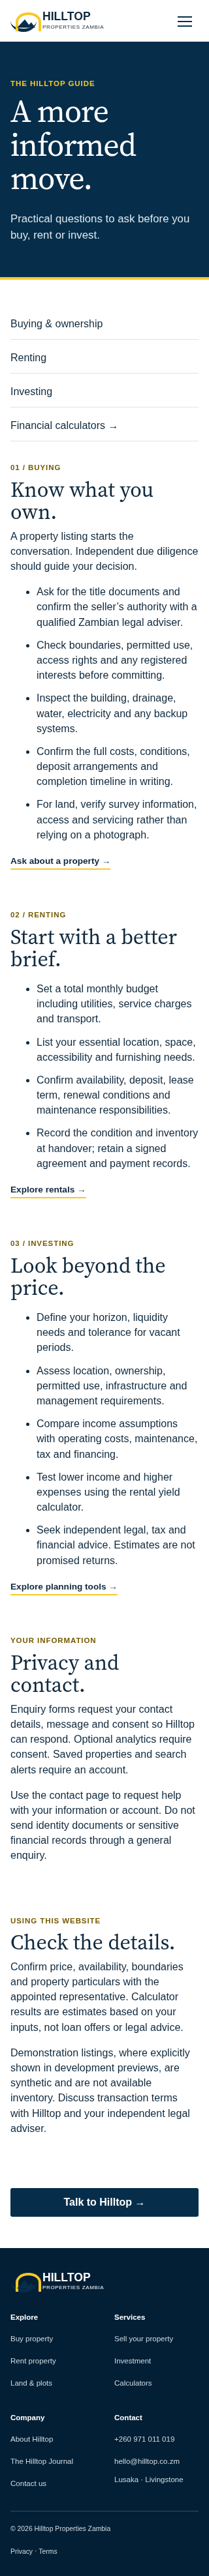 HILLTOP
PROPERTIES ZAMBIA
THE HILLTOP GUIDE
A more
informed
move.
Practical questions to ask before you
buy, rent or invest.
Buying & ownership
Renting
Investing
Financial calculators →
01 / BUYING
Know what you
own.
A property listing starts the
conversation. Independent due diligence
should guide your decision.
• Ask for the title documents and
confirm the seller’s authority with a
qualified Zambian legal adviser.
• Check boundaries, permitted use,
access rights and any registered
interests before committing.
• Inspect the building, drainage,
water, electricity and any backup
systems.
• Confirm the full costs, conditions,
deposit arrangements and
completion timeline in writing.
• For land, verify survey information,
access and servicing rather than
relying on a photograph.
Ask about a property →
02 / RENTING
Start with a better
brief.
• Set a total monthly budget
including utilities, service charges
and transport.
• List your essential location, space,
accessibility and furnishing needs.
• Confirm availability, deposit, lease
term, renewal conditions and
maintenance responsibilities.
• Record the condition and inventory
at handover; retain a signed
agreement and payment records.
Explore rentals →
03 / INVESTING
Look beyond the
price.
• Define your horizon, liquidity
needs and tolerance for vacant
periods.
• Assess location, ownership,
permitted use, infrastructure and
management requirements.
• Compare income assumptions
with operating costs, maintenance,
tax and financing.
• Test lower income and higher
expenses using the rental yield
calculator.
• Seek independent legal, tax and
financial advice. Estimates are not
promised returns.
Explore planning tools →
YOUR INFORMATION
Privacy and
contact.
Enquiry forms request your contact
details, message and consent so Hilltop
can respond. Optional analytics require
consent. Saved properties and search
alerts require an account.
Use the contact page to request help
with your information or account. Do not
send identity documents or sensitive
financial records through a general
enquiry.
USING THIS WEBSITE
Check the details.
Confirm price, availability, boundaries
and property particulars with the
appointed representative. Calculator
results are estimates based on your
inputs, not loan offers or legal advice.
Demonstration listings, where explicitly
shown in development previews, are
synthetic and are not available
inventory. Discuss transaction terms
with Hilltop and your independent legal
adviser.
Talk to Hilltop →
HILLTOP
PROPERTIES ZAMBIA
Explore
Buy property
Rent property
Land & plots
Services
Sell your property
Investment
Calculators
Company
About Hilltop
The Hilltop Journal
Contact us
Contact
+260 971 011 019
hello@hilltop.co.zm
Lusaka · Livingstone
© 2026 Hilltop Properties Zambia
Privacy · Terms